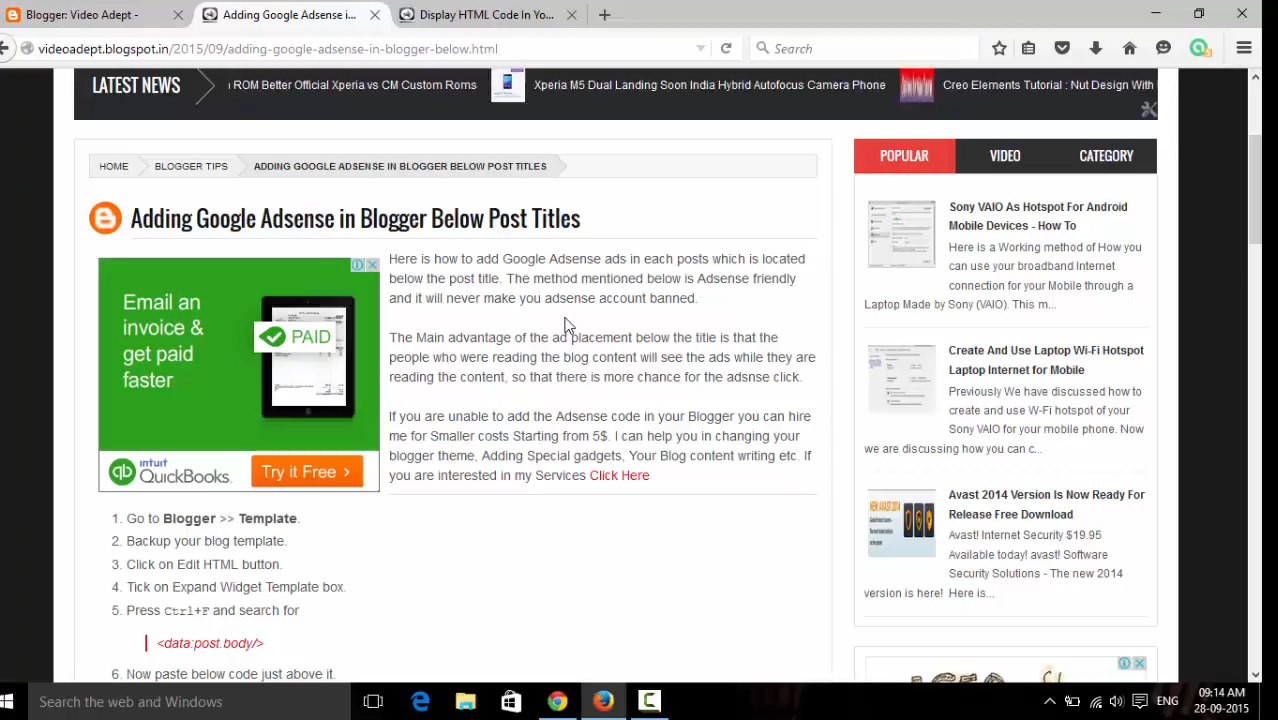 Blogger: Video Adept -
Adding Google Adsense i...
Display HTML Code In Yo...
videoadept.blogspot.in/2015/09/adding-google-adsense-in-blogger-below.html
Search
LATEST NEWS
ROM Better Official Xperia vs CM Custom Roms
Xperia M5 Dual Landing Soon India Hybrid Autofocus Camera Phone
Creo Elements Tutorial : Nut Design With
HOME
BLOGGER TIPS
ADDING GOOGLE ADSENSE IN BLOGGER BELOW POST TITLES
Adding Google Adsense in Blogger Below Post Titles
Email an
invoice &
get paid
faster
PAID
intuit
QuickBooks.
Try it Free >
Here is how to add Google Adsense ads in each posts which is located
below the post title. The method mentioned below is Adsense friendly
and it will never make you adsense account banned.
The Main advantage of the ad placement below the title is that the
people who were reading the blog content will see the ads while they are
reading the content, so that there is more chance for the adsnse click.
If you are unable to add the Adsense code in your Blogger you can hire
me for Smaller costs Starting from 5$. I can help you in changing your
blogger theme, Adding Special gadgets, Your Blog content writing etc. If
you are interested in my Services Click Here
1. Go to Blogger >> Template.
2. Backup your blog template.
3. Click on Edit HTML button.
4. Tick on Expand Widget Template box.
5. Press Ctrl+F and search for
<data:post.body/>
6. Now paste below code just above it.
POPULAR
VIDEO
CATEGORY
Sony VAIO As Hotspot For Android
Mobile Devices - How To
Here is a Working method of How you
can use your broadband Internet
connection for your Mobile through a
Laptop Made by Sony (VAIO). This m...
Create And Use Laptop Wi-Fi Hotspot
Laptop Internet for Mobile
Previously We have discussed how to
create and use W-Fi hotspot of your
Sony VAIO for your mobile phone. Now
we are discussing how you can c...
Avast 2014 Version Is Now Ready For
Release Free Download
Avast! Internet Security $19.95
Available today! avast! Software
Security Solutions - The new 2014
version is here! Here is...
Search the web and Windows
ENG
09:14 AM
28-09-2015